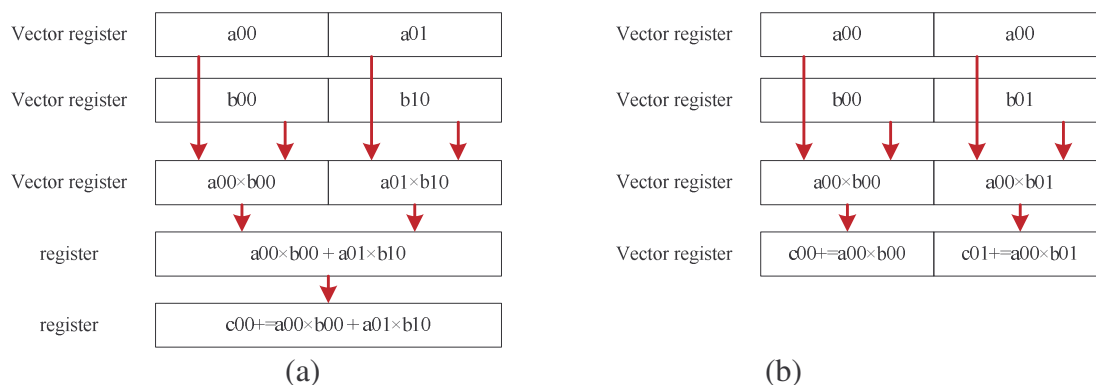 Vector register a00 a01
Vector register b00 b10
Vector register a00×b00 a01×b10
register a00×b00 + a01×b10
register c00+=a00×b00 + a01×b10
(a)
Vector register a00 a00
Vector register b00 b01
Vector register a00×b00 a00×b01
Vector register c00+=a00×b00 c01+=a00×b01
(b)